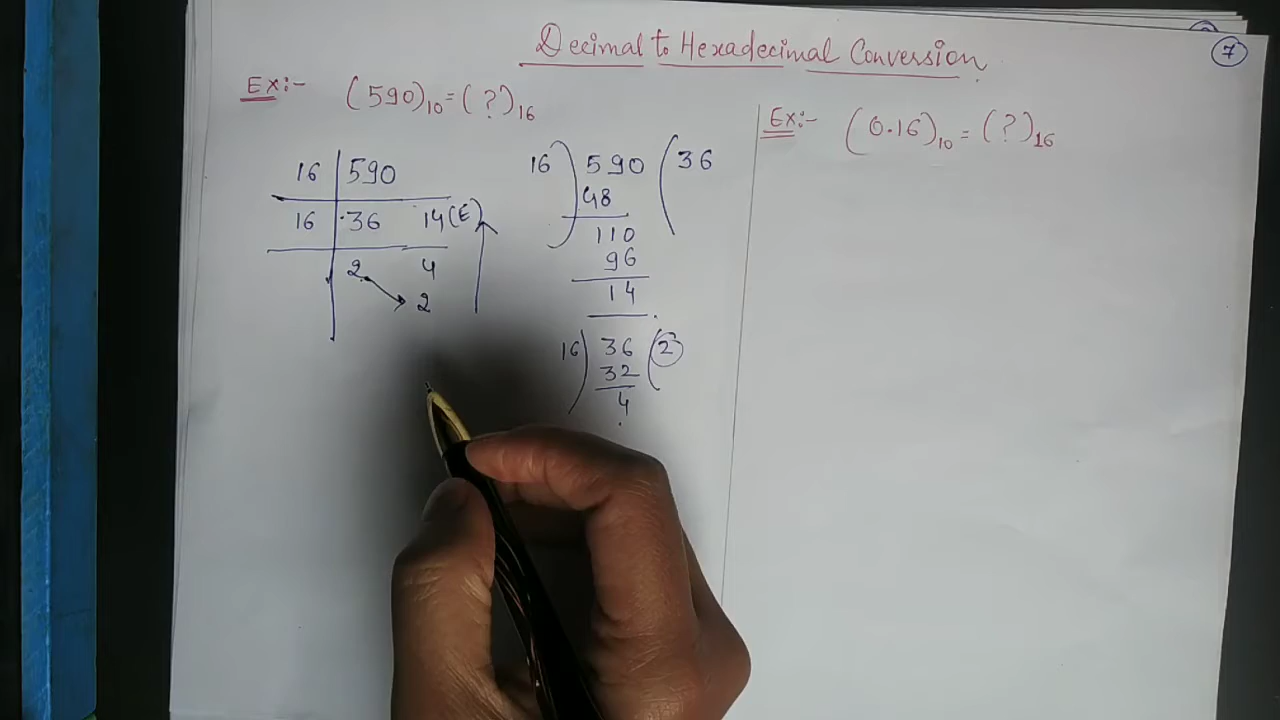 Decimal to Hexadecimal Conversion
7
Ex:- (590)10 = (?)16
16 590
16 36 14(E)
2 4
2
16) 590 (36
48
110
96
14
16) 36 (2
32
4
Ex:- (0.16)10 = (?)16